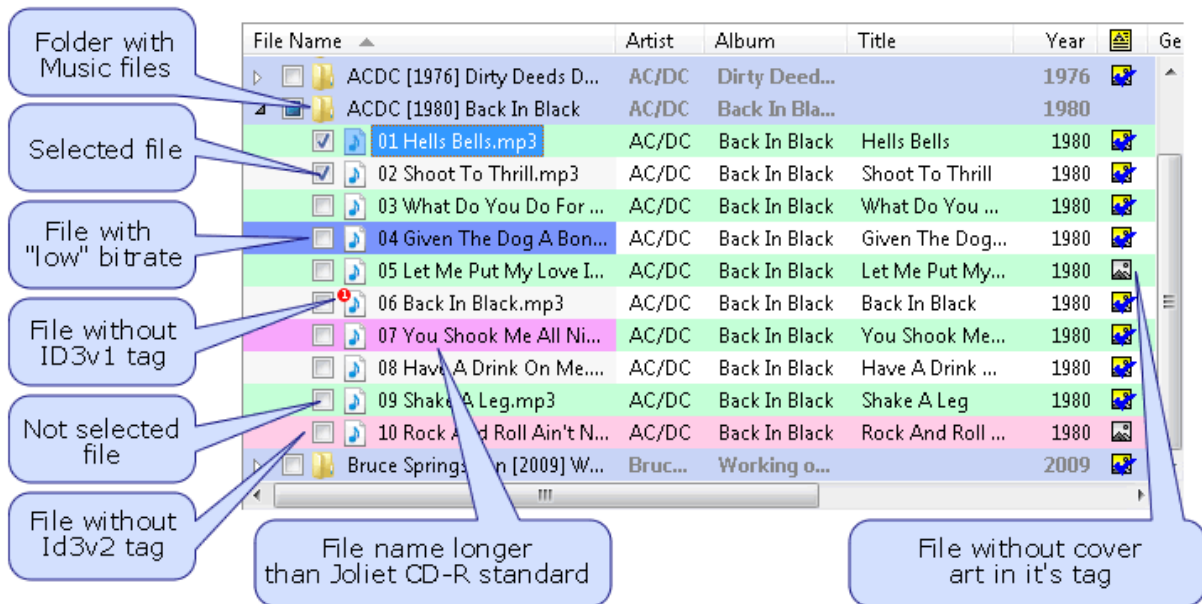 Folder with
Music files
Selected file
File with
"low" bitrate
File without
ID3v1 tag
Not selected
file
File without
Id3v2 tag
File Name Artist Album Title Year Ge
ACDC [1976] Dirty Deeds D... AC/DC Dirty Deed... 1976
ACDC [1980] Back In Black AC/DC Back In Bla... 1980
01 Hells Bells.mp3 AC/DC Back In Black Hells Bells 1980
02 Shoot To Thrill.mp3 AC/DC Back In Black Shoot To Thrill 1980
03 What Do You Do For ... AC/DC Back In Black What Do You ... 1980
04 Given The Dog A Bon... AC/DC Back In Black Given The Dog... 1980
05 Let Me Put My Love I... AC/DC Back In Black Let Me Put My... 1980
1 06 Back In Black.mp3 AC/DC Back In Black Back In Black 1980
07 You Shook Me All Ni... AC/DC Back In Black You Shook Me... 1980
08 Have A Drink On Me.... AC/DC Back In Black Have A Drink ... 1980
09 Shake A Leg.mp3 AC/DC Back In Black Shake A Leg 1980
10 Rock And Roll Ain't N... AC/DC Back In Black Rock And Roll ... 1980
Bruce Springsteen [2009] W... Bruc... Working o... 2009
File name longer
than Joliet CD-R standard
File without cover
art in it's tag